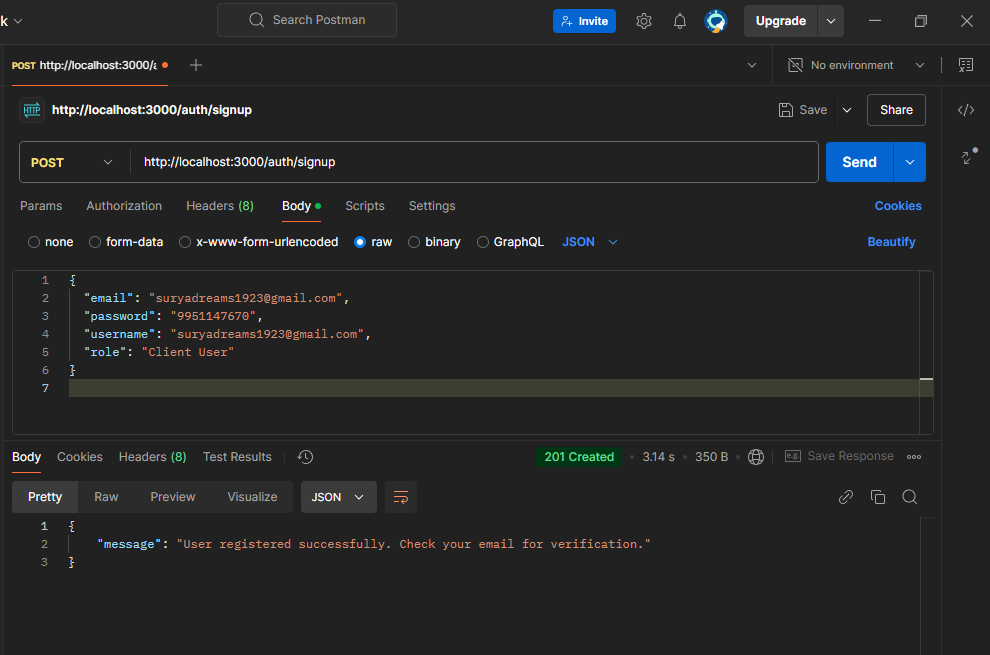 k
Search Postman
Invite
Upgrade
POST http://localhost:3000/a
No environment
HTTP
http://localhost:3000/auth/signup
Save
Share
POST
http://localhost:3000/auth/signup
Send
Params Authorization Headers (8) Body Scripts Settings Cookies
none form-data x-www-form-urlencoded raw binary GraphQL JSON Beautify
1 {
2 "email": "suryadreams1923@gmail.com",
3 "password": "9951147670",
4 "username": "suryadreams1923@gmail.com",
5 "role": "Client User"
6 }
7
Body Cookies Headers (8) Test Results 201 Created 3.14 s 350 B e.g. Save Response
Pretty Raw Preview Visualize JSON
1 {
2 "message": "User registered successfully. Check your email for verification."
3 }